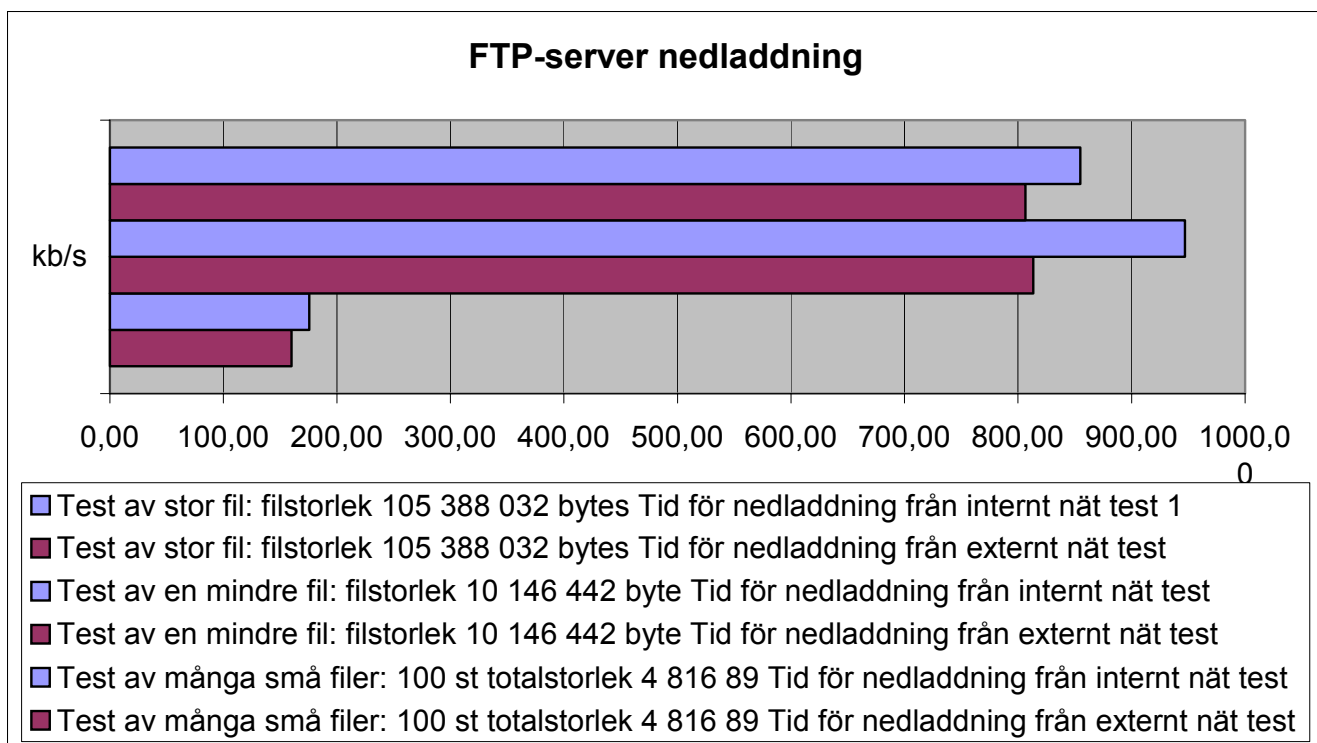 FTP-server nedladdning
kb/s
0,00 100,00 200,00 300,00 400,00 500,00 600,00 700,00 800,00 900,00 1000,0
0
Test av stor fil: filstorlek 105 388 032 bytes Tid för nedladdning från internt nät test 1
Test av stor fil: filstorlek 105 388 032 bytes Tid för nedladdning från externt nät test
Test av en mindre fil: filstorlek 10 146 442 byte Tid för nedladdning från internt nät test
Test av en mindre fil: filstorlek 10 146 442 byte Tid för nedladdning från externt nät test
Test av många små filer: 100 st totalstorlek 4 816 89 Tid för nedladdning från internt nät test
Test av många små filer: 100 st totalstorlek 4 816 89 Tid för nedladdning från externt nät test